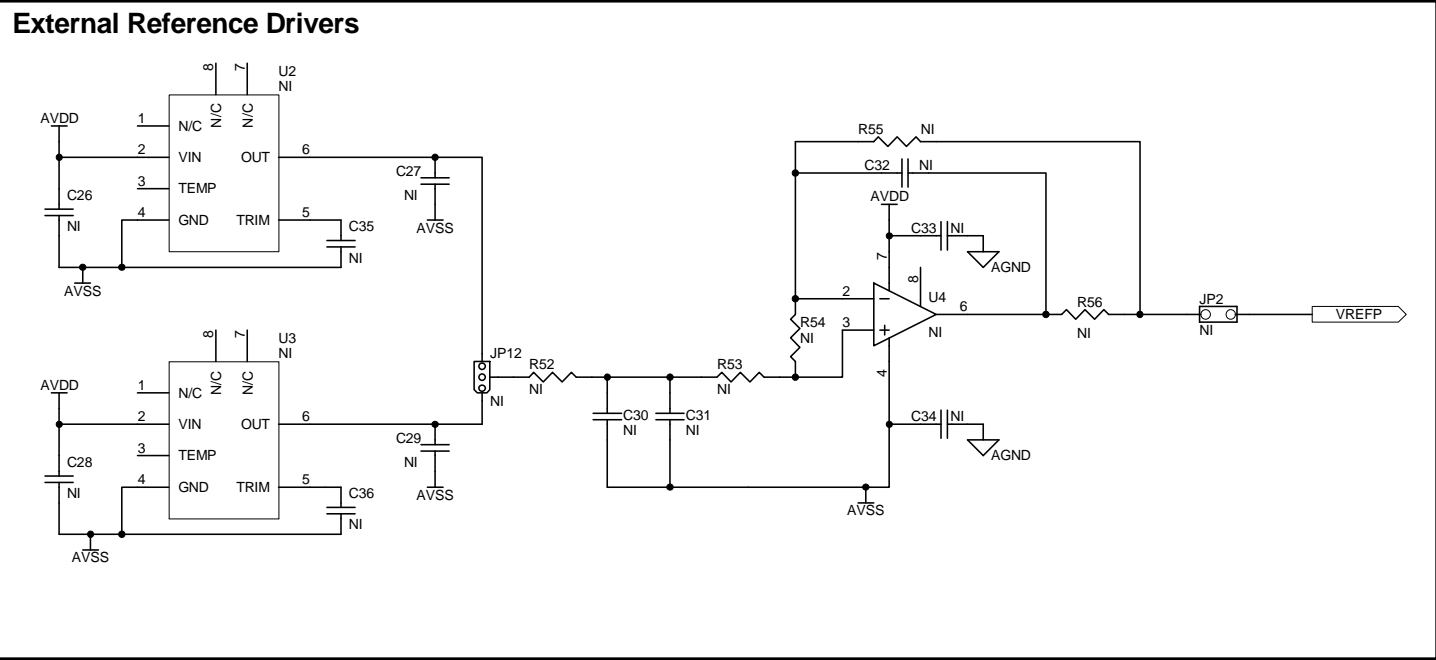 External Reference Drivers
8
7
U2
NI
AVDD
1
N/C
N/C
N/C
2
VIN
OUT
6
3
TEMP
C26
NI
4
GND
TRIM
5
C35
NI
AVSS
C27
NI
AVSS
8
7
U3
NI
AVDD
1
N/C
N/C
N/C
2
VIN
OUT
6
3
TEMP
C28
NI
4
GND
TRIM
5
C36
NI
AVSS
C29
NI
AVSS
JP12
NI
R52
NI
C30
NI
C31
NI
R53
NI
R54
NI
R55
NI
C32
NI
AVDD
C33
NI
AGND
7
8
2
3
U4
NI
6
4
C34
NI
AGND
AVSS
R56
NI
JP2
NI
VREFP